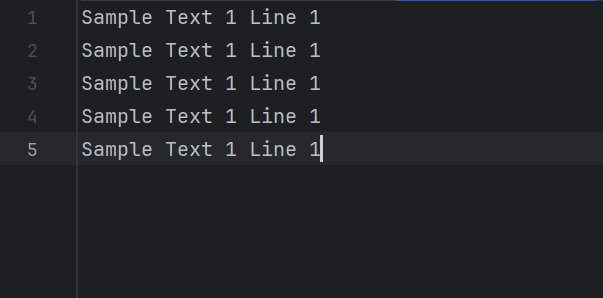 1 Sample Text 1 Line 1
2 Sample Text 1 Line 1
3 Sample Text 1 Line 1
4 Sample Text 1 Line 1
5 Sample Text 1 Line 1